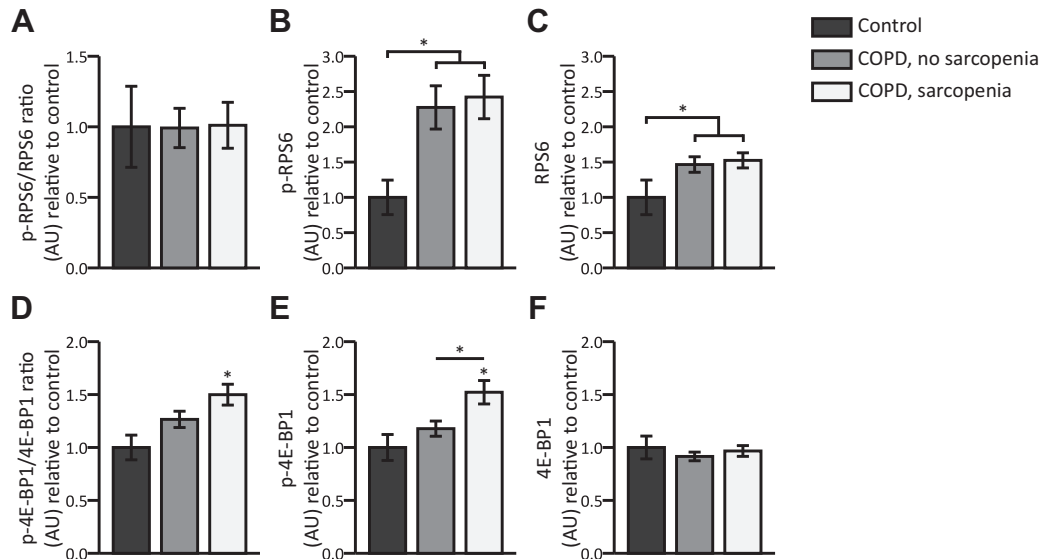 A
p-RPS6/RPS6 ratio
(AU) relative to control
1.5
1.0
0.5
0.0
B
p-RPS6
(AU) relative to control
3.0
2.5
2.0
1.5
1.0
0.5
0.0
*
C
RPS6
(AU) relative to control
3.0
2.5
2.0
1.5
1.0
0.5
0.0
*
Control
COPD, no sarcopenia
COPD, sarcopenia
D
p-4E-BP1/4E-BP1 ratio
(AU) relative to control
2.0
1.5
1.0
0.5
0.0
*
E
p-4E-BP1
(AU) relative to control
2.0
1.5
1.0
0.5
0.0
*
*
F
4E-BP1
(AU) relative to control
2.0
1.5
1.0
0.5
0.0